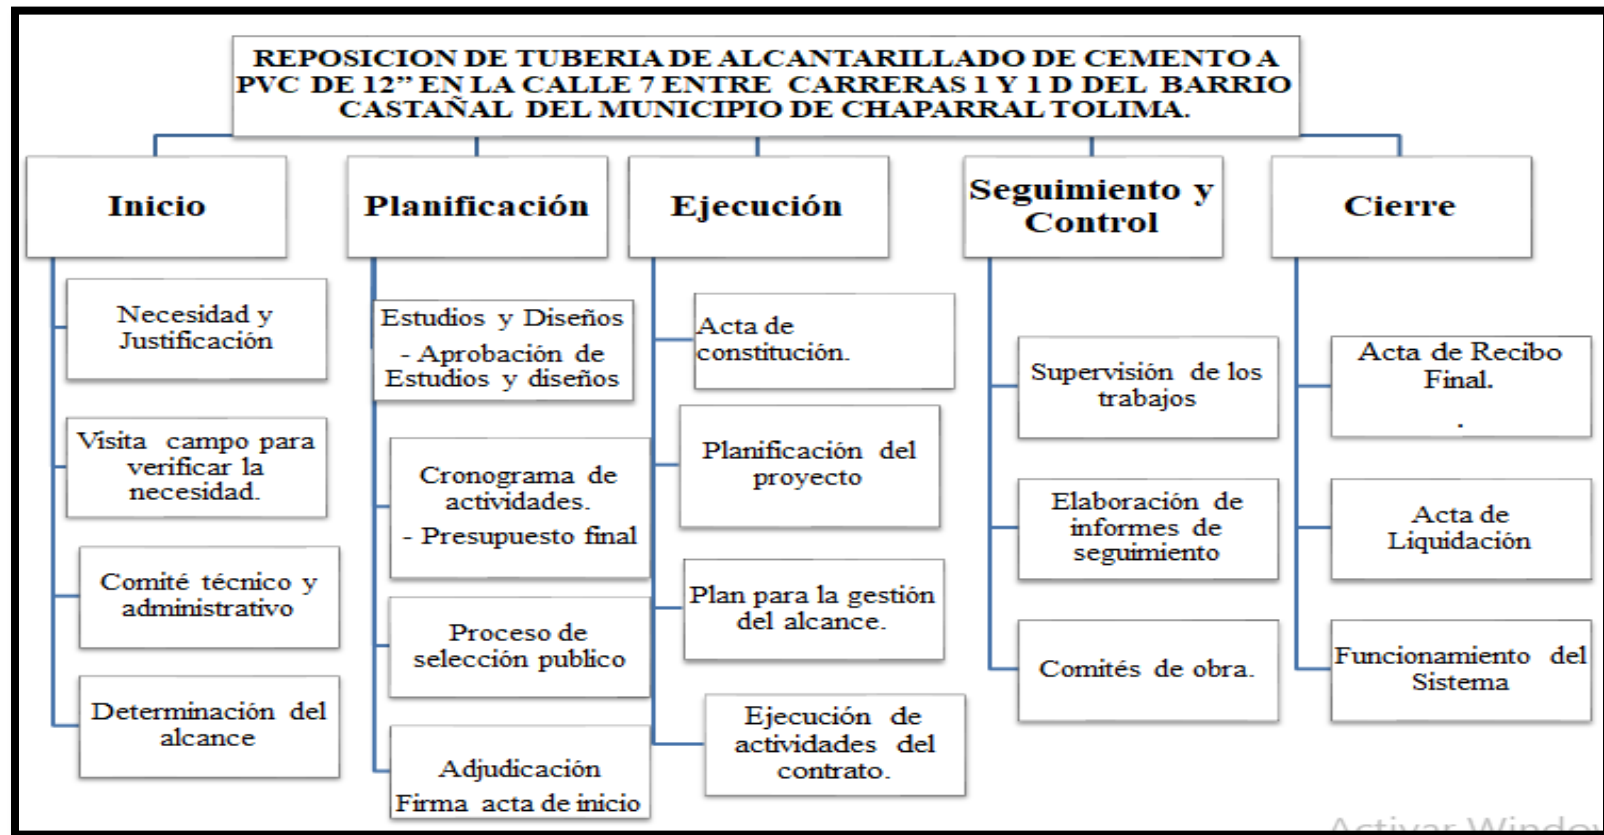 REPOSICION DE TUBERIA DE ALCANTARILLADO DE CEMENTO A
PVC DE 12” EN LA CALLE 7 ENTRE CARRERAS 1 Y 1 D DEL BARRIO
CASTAÑAL DEL MUNICIPIO DE CHAPARRAL TOLIMA.
Inicio
Necesidad y
Justificación
Visita campo para
verificar la
necesidad.
Comité técnico y
administrativo
Determinación del
alcance
Planificación
Estudios y Diseños
- Aprobación de
Estudios y diseños
Cronograma de
actividades.
- Presupuesto final
Proceso de
selección publico
Adjudicación
Firma acta de inicio
Ejecución
Acta de
constitución.
Planificación del
proyecto
Plan para la gestión
del alcance.
Ejecución de
actividades del
contrato.
Seguimiento y
Control
Supervisión de los
trabajos
Elaboración de
informes de
seguimiento
Comités de obra.
Cierre
Acta de Recibo
Final.
.
Acta de
Liquidación
Funcionamiento del
Sistema